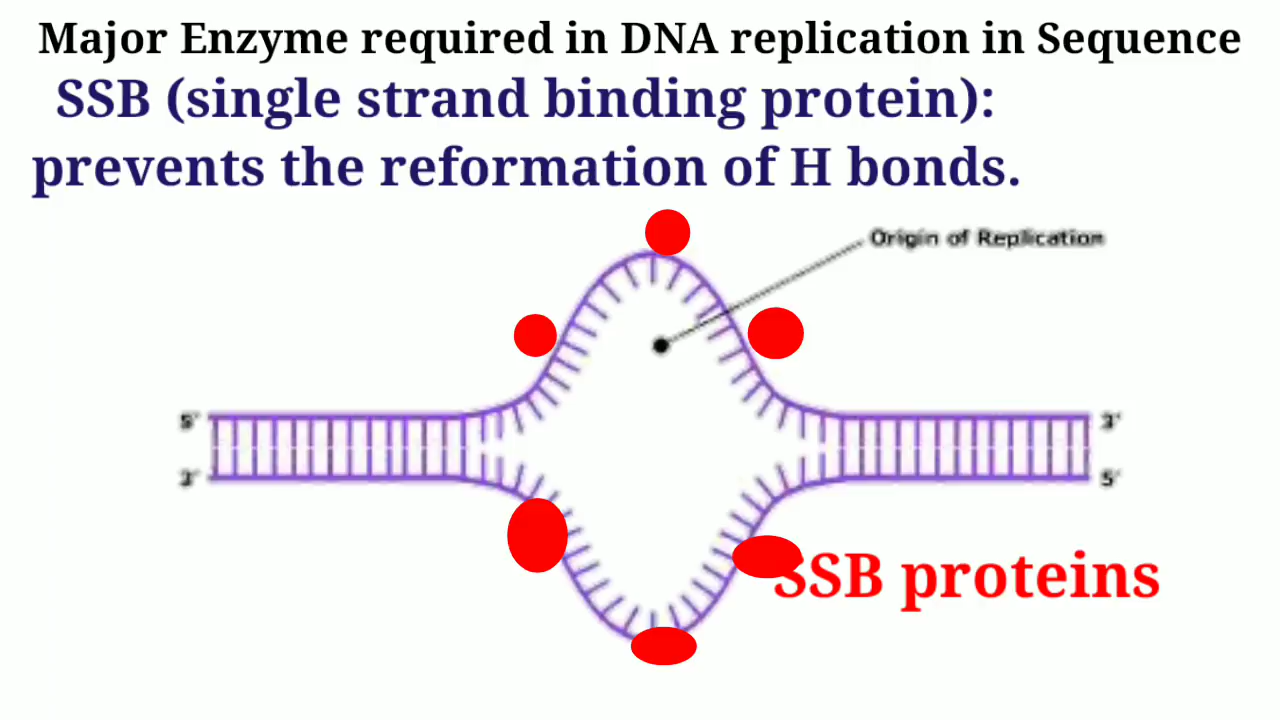 Major Enzyme required in DNA replication in Sequence
SSB (single strand binding protein):
prevents the reformation of H bonds.
Origin of Replication
5' 3'
3' 5'
SSB proteins